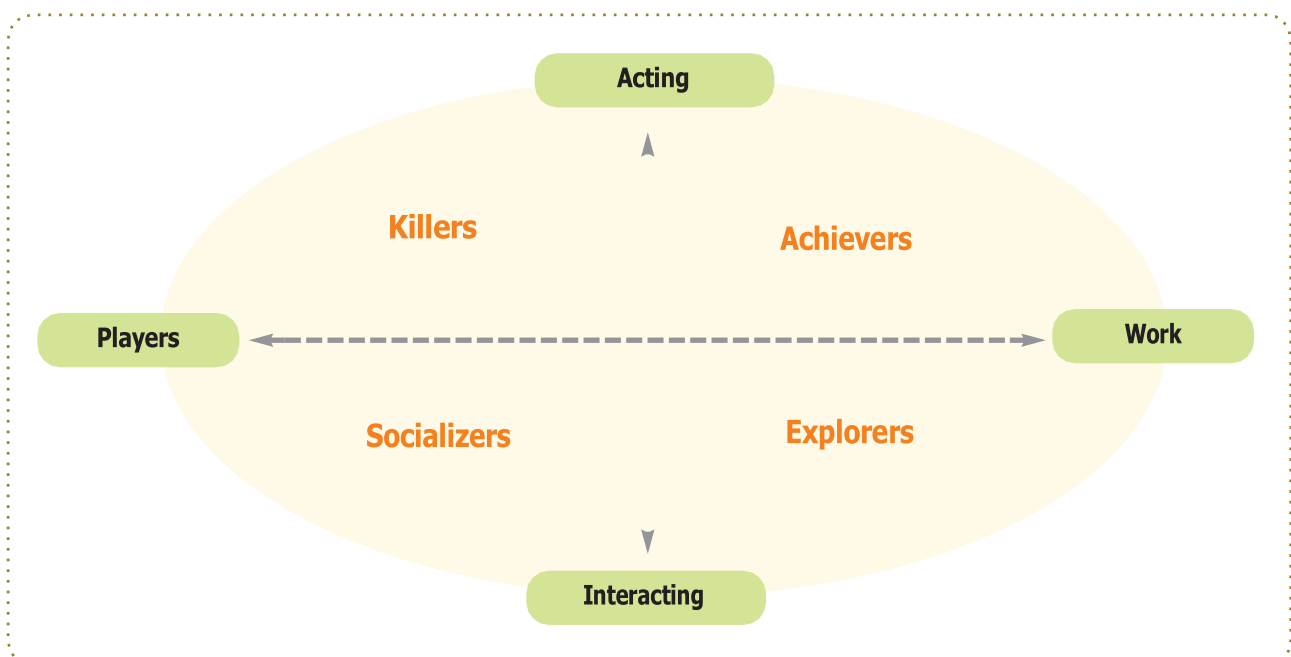 Acting
Killers
Achievers
Players
Work
Socializers
Explorers
Interacting